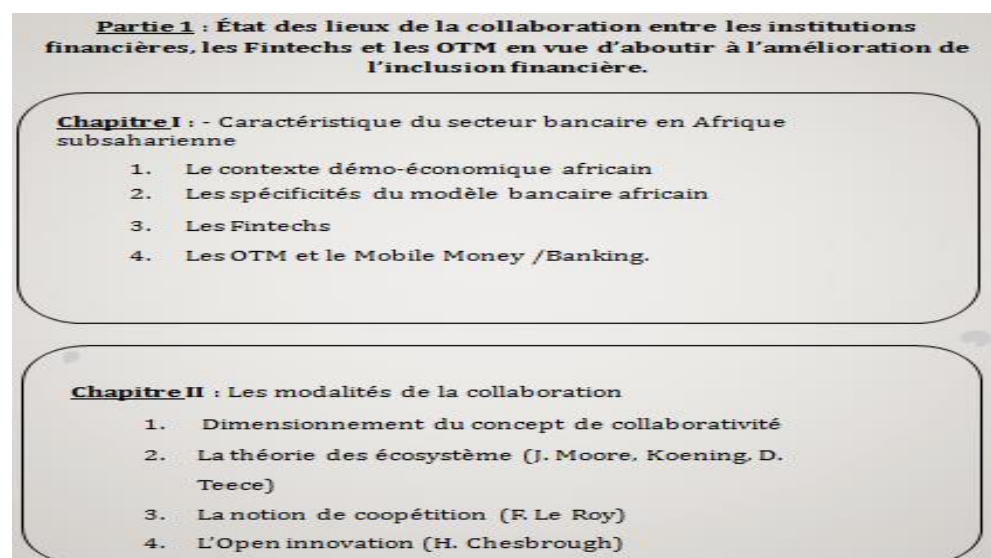 Partie 1 : État des lieux de la collaboration entre les institutions
financières, les Fintechs et les OTM en vue d'aboutir à l'amélioration de
l'inclusion financière.
Chapitre I : - Caractéristique du secteur bancaire en Afrique
subsaharienne
1. Le contexte démo-économique africain
2. Les spécificités du modèle bancaire africain
3. Les Fintechs
4. Les OTM et le Mobile Money /Banking.
Chapitre II : Les modalités de la collaboration
1. Dimensionnement du concept de collaborativité
2. La théorie des écosystème (J. Moore, Koening, D.
Teece)
3. La notion de coopétition (F. Le Roy)
4. L'Open innovation (H. Chesbrough)